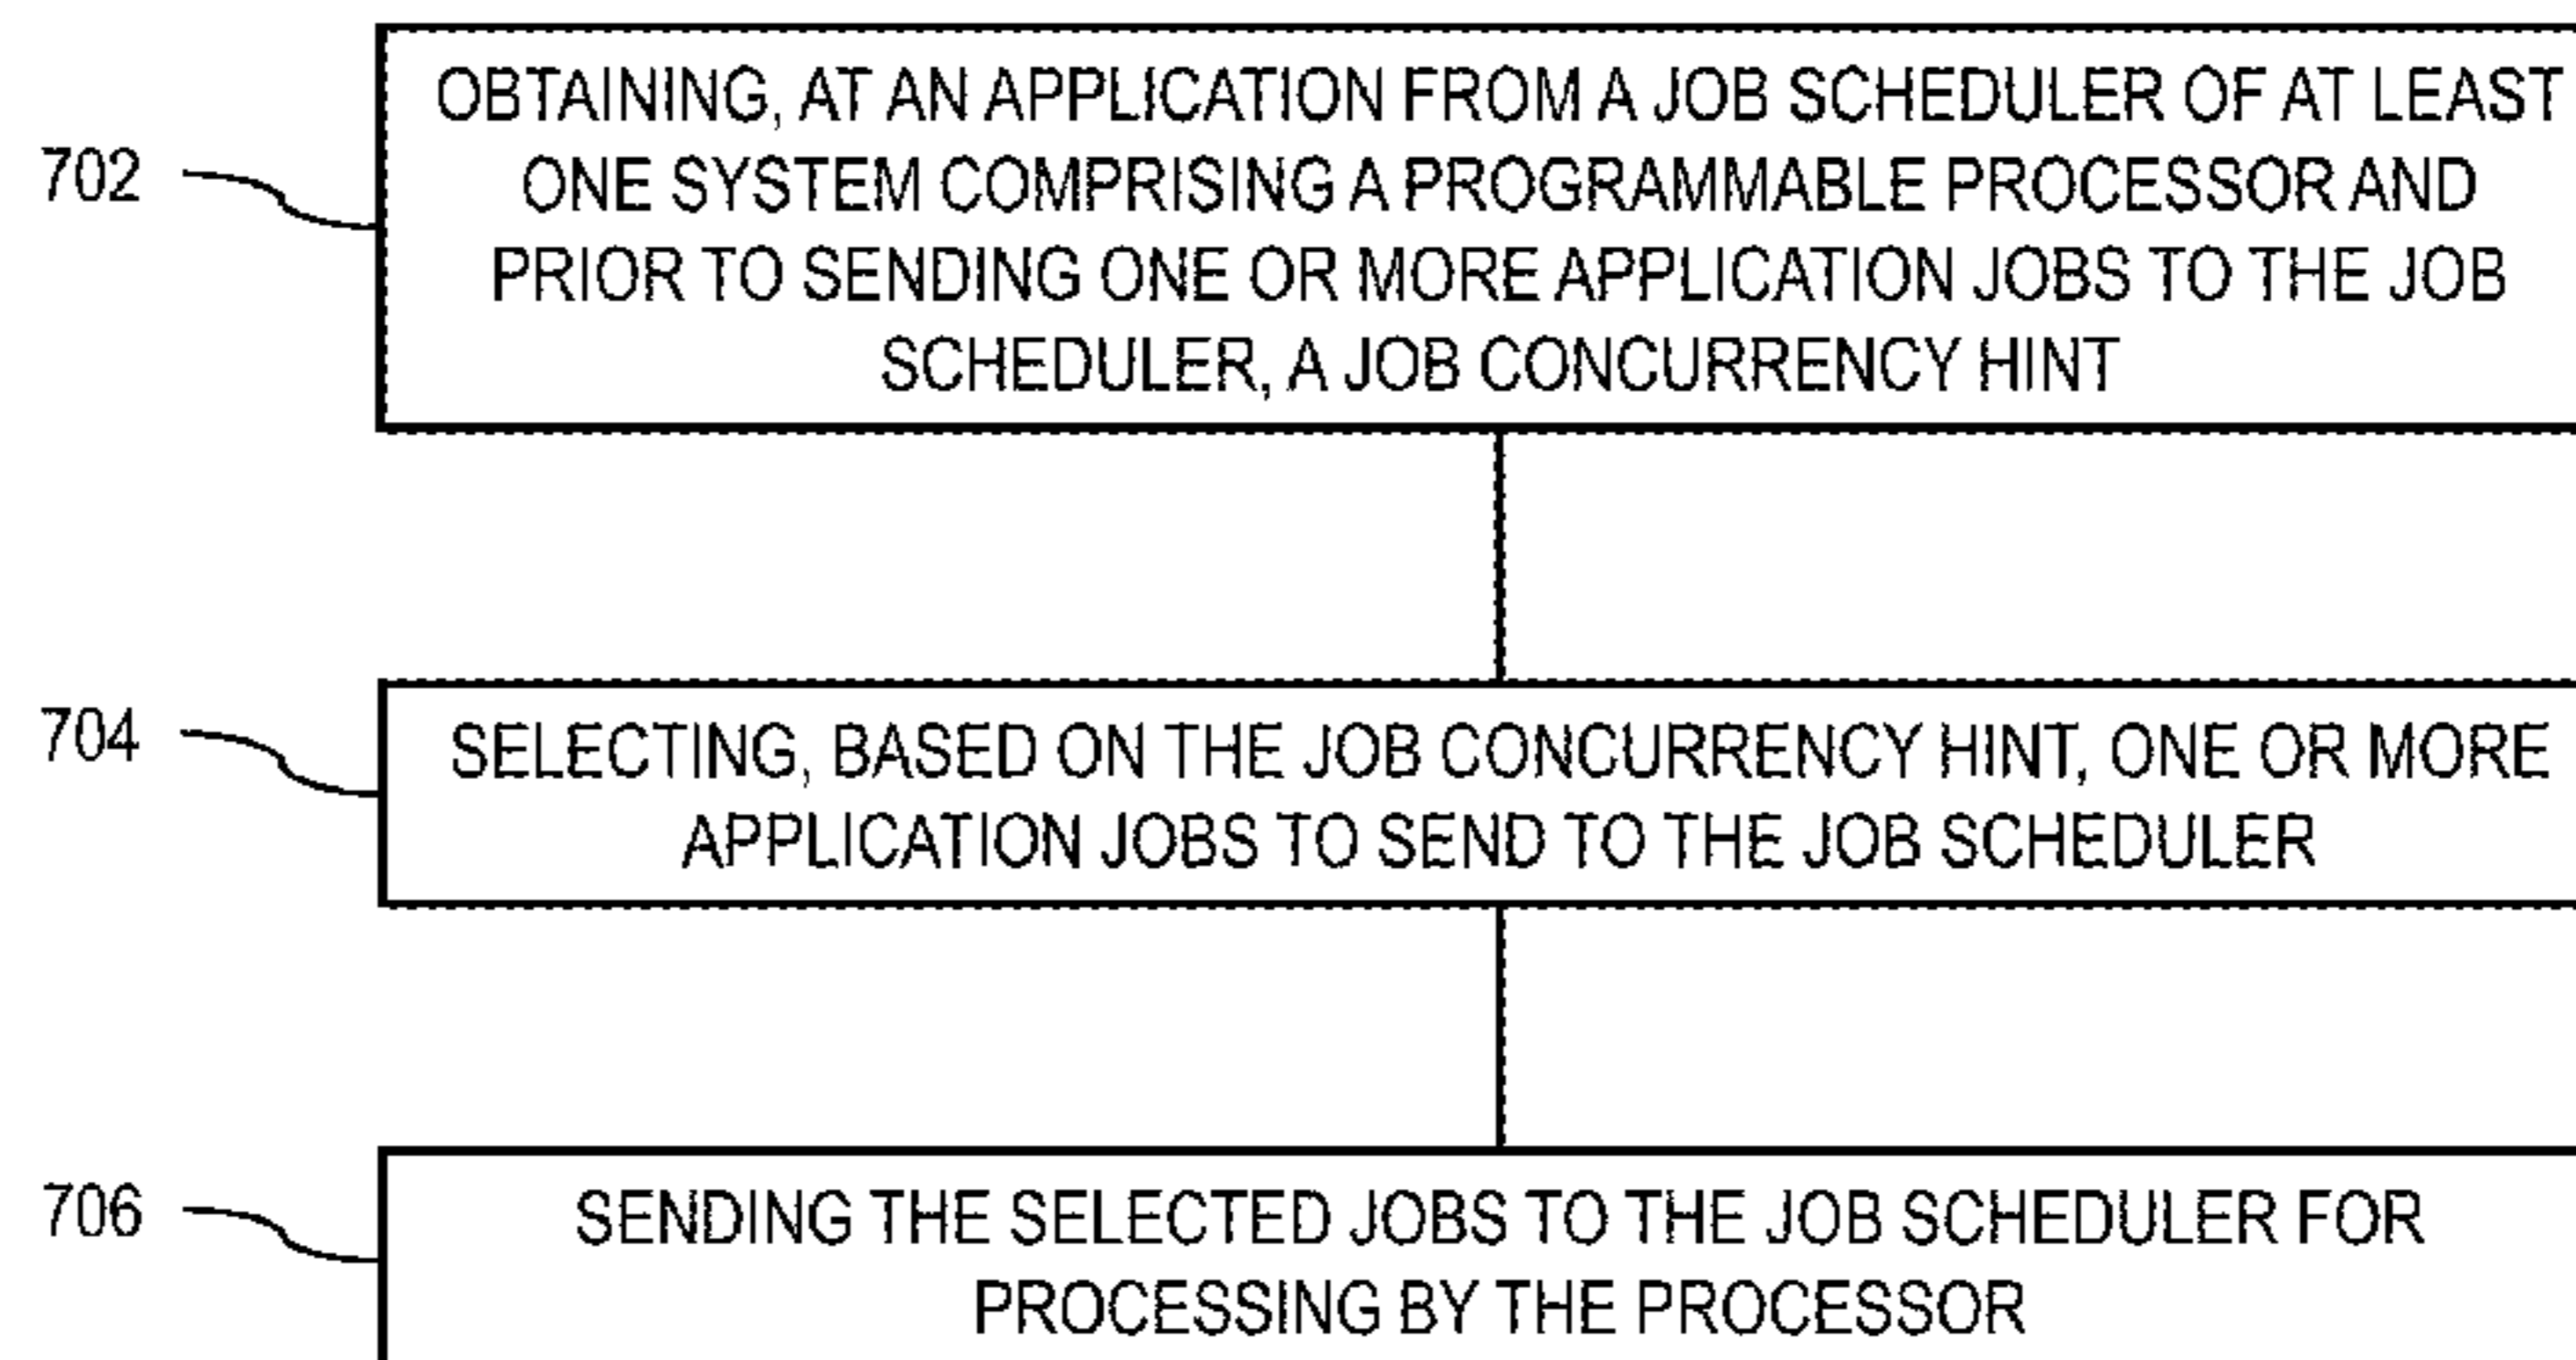 OBTAINING, AT AN APPLICATION FROM A JOB SCHEDULER OF AT LEAST
702
ONE SYSTEM COMPRISING A PROGRAMMABLE PROCESSOR AND
PRIOR TO SENDING ONE OR MORE APPLICATION JOBS TO THE JOB
SCHEDULER, A JOB CONCURRENCY HINT
704
SELECTING, BASED ON THE JOB CONCURRENCY HINT, ONE OR MORE
APPLICATION JOBS TO SEND TO THE JOB SCHEDULER
706
SENDING THE SELECTED JOBS TO THE JOB SCHEDULER FOR
PROCESSING BY THE PROCESSOR